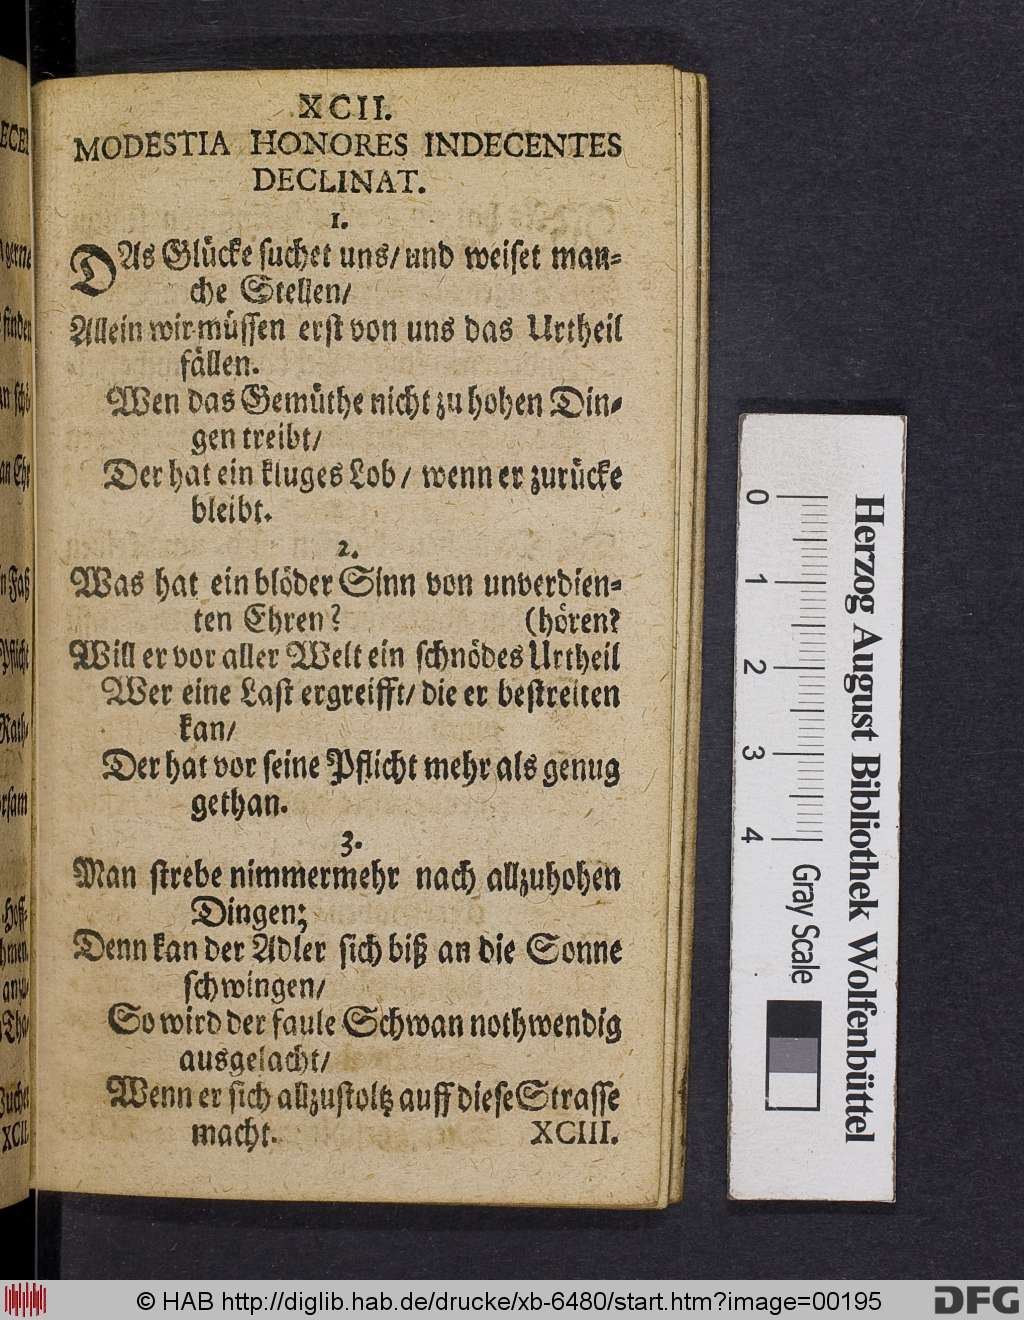 XCII.
MODESTIA HONORES INDECENTES
DECLINAT.
1.
DAs Glücke suchet uns/ und weiset man-
che Stellen/
Allein wir müssen erst von uns das Urtheil
fällen.
Wen das Gemüthe nicht zu hohen Din-
gen treibt/
Der hat ein kluges Lob/ wenn er zurücke
bleibt.
2.
Was hat ein blöder Sinn von unverdien-
ten Ehren? (hören?
Will er vor aller Welt ein schnödes Urtheil
Wer eine Last ergreifft/ die er bestreiten
kan/
Der hat vor seine Pflicht mehr als genug
gethan.
3.
Man strebe nimmermehr nach allzuhohen
Dingen;
Denn kan der Adler sich biß an die Sonne
schwingen/
So wird der faule Schwan nothwendig
ausgelacht/
Wenn er sich allzustoltz auff diese Strasse
macht. XCIII.
Herzog August Bibliothek Wolfenbüttel
0 1 2 3 4 Gray Scale
© HAB http://diglib.hab.de/drucke/xb-6480/start.htm?image=00195
DFG